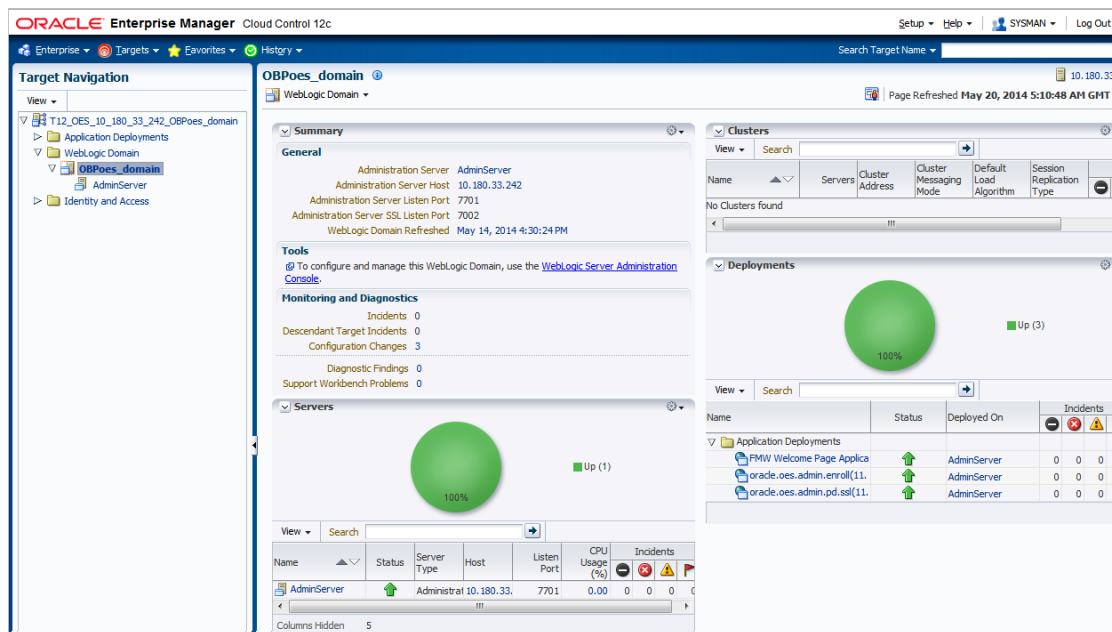 ORACLE Enterprise Manager Cloud Control 12c
Setup Help SYSMAN Log Out
Enterprise Targets Favorites History Search Target Name
Target Navigation
View
T12_OES_10_180_33_242_OBPoes_domain
Application Deployments
WebLogic Domain
OBPoes_domain
AdminServer
Identity and Access
OBPoes_domain
10.180.33
WebLogic Domain
Page Refreshed May 20, 2014 5:10:48 AM GMT
Summary
General
Administration Server AdminServer
Administration Server Host 10.180.33.242
Administration Server Listen Port 7701
Administration Server SSL Listen Port 7002
WebLogic Domain Refreshed May 14, 2014 4:30:24 PM
Tools
To configure and manage this WebLogic Domain, use the WebLogic Server Administration
Console.
Monitoring and Diagnostics
Incidents 0
Descendant Target Incidents 0
Configuration Changes 3
Diagnostic Findings 0
Support Workbench Problems 0
Servers
100%
Up (1)
View Search
Name Status Server Type Host Listen Port CPU Usage (%) Incidents
AdminServer Administrat 10.180.33. 7701 0.00 0 0 0 0
Columns Hidden 5
Clusters
View Search
Name Servers Cluster Address Cluster Messaging Mode Default Load Algorithm Session Replication Type
No Clusters found
Deployments
100%
Up (3)
View Search
Name Status Deployed On Incidents
Application Deployments
FMW Welcome Page Applica AdminServer 0 0 0
oracle.oes.admin.enroll(11. AdminServer 0 0 0
oracle.oes.admin.pd.ssl(11. AdminServer 0 0 0